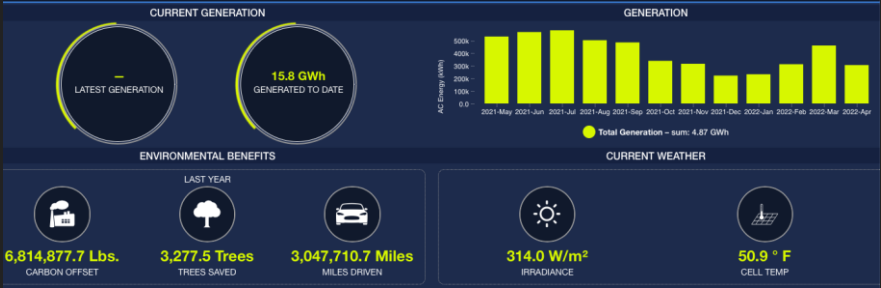 CURRENT GENERATION
–
LATEST GENERATION
15.8 GWh
GENERATED TO DATE
GENERATION
AC Energy (kWh)
500k
400k
300k
200k
100k
0.0
2021-May 2021-Jun 2021-Jul 2021-Aug 2021-Sep 2021-Oct 2021-Nov 2021-Dec 2022-Jan 2022-Feb 2022-Mar 2022-Apr
Total Generation – sum: 4.87 GWh
ENVIRONMENTAL BENEFITS
LAST YEAR
6,814,877.7 Lbs.
CARBON OFFSET
3,277.5 Trees
TREES SAVED
3,047,710.7 Miles
MILES DRIVEN
CURRENT WEATHER
314.0 W/m²
IRRADIANCE
50.9 ° F
CELL TEMP